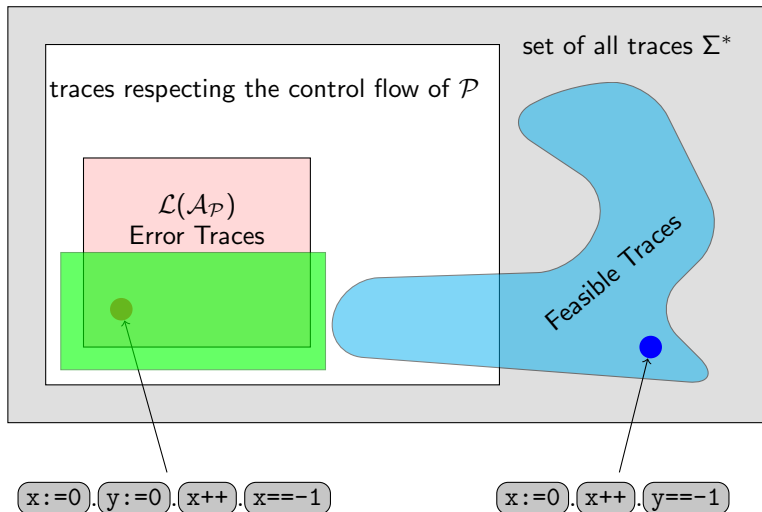 set of all traces Σ*
traces respecting the control flow of 𝒫
ℒ(𝒜_𝒫)
Error Traces
Feasible Traces
x:=0.y:=0.x++.x==-1
x:=0.x++.y==-1